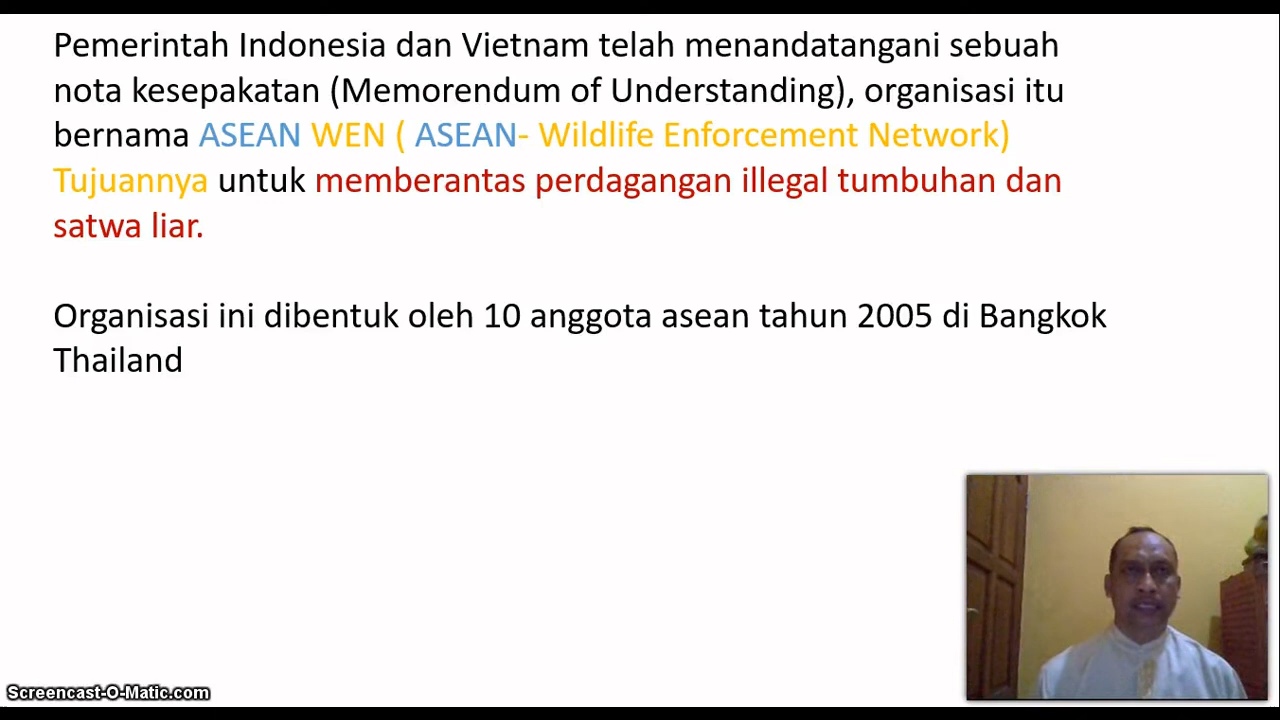 Pemerintah Indonesia dan Vietnam telah menandatangani sebuah
nota kesepakatan (Memorendum of Understanding), organisasi itu
bernama ASEAN WEN ( ASEAN- Wildlife Enforcement Network)
Tujuannya untuk memberantas perdagangan illegal tumbuhan dan
satwa liar.
Organisasi ini dibentuk oleh 10 anggota asean tahun 2005 di Bangkok
Thailand
Screencast-O-Matic.com